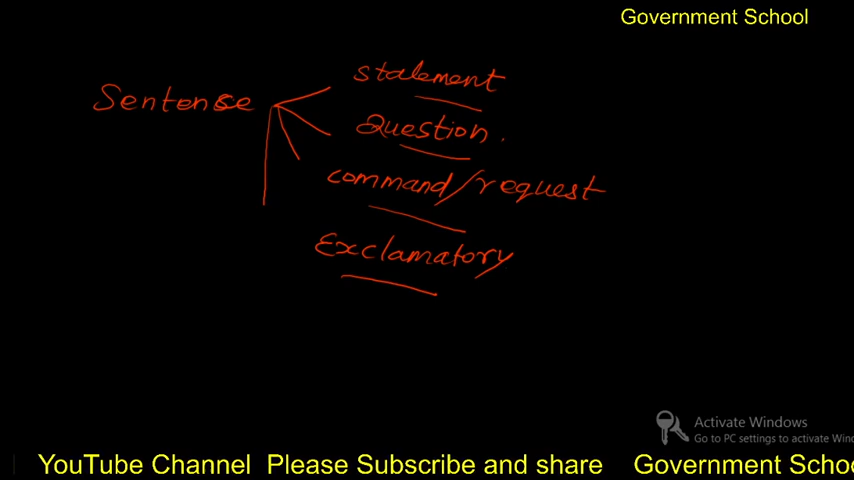 Government School
Sentence
statement
Question.
command/request
Exclamatory
Activate Windows
Go to PC settings to activate Win
YouTube Channel Please Subscribe and share Government Schoo